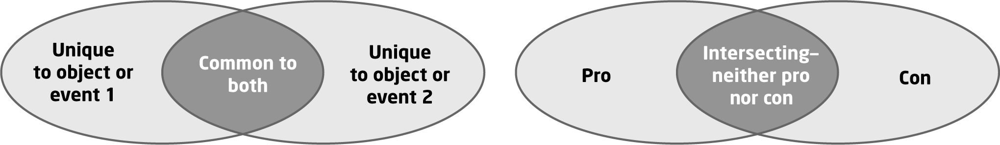 Unique
to object or
event 1
Common to
both
Unique
to object or
event 2
Pro
Intersecting–
neither pro
nor con
Con